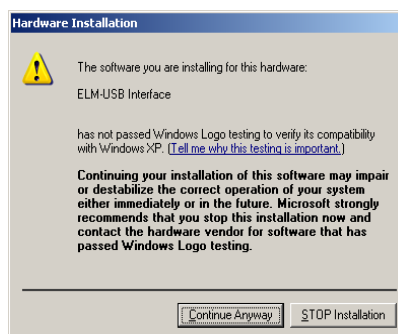 Hardware Installation
The software you are installing for this hardware:
ELM-USB Interface
has not passed Windows Logo testing to verify its compatibility
with Windows XP. (Tell me why this testing is important.)
Continuing your installation of this software may impair
or destabilize the correct operation of your system
either immediately or in the future. Microsoft strongly
recommends that you stop this installation now and
contact the hardware vendor for software that has
passed Windows Logo testing.
Continue Anyway
STOP Installation